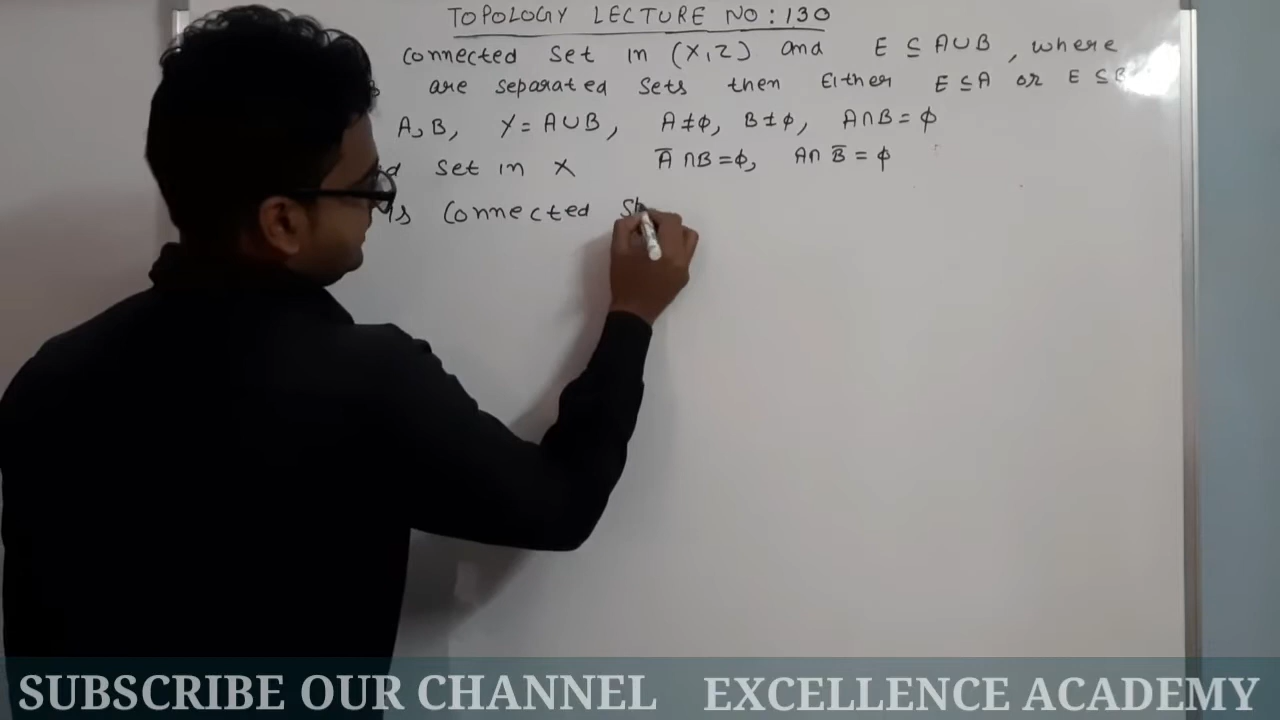 TOPOLOGY LECTURE NO : 130
connected set in (X, τ) and E ⊆ A∪B , where
are separated sets then Either E ⊆ A or E ⊆ B
A, B, Y = A∪B, A ≠ ϕ, B ≠ ϕ, A∩B = ϕ
set in X Ā ∩B = ϕ, A∩ B̄ = ϕ
is Connected
SUBSCRIBE OUR CHANNEL EXCELLENCE ACADEMY